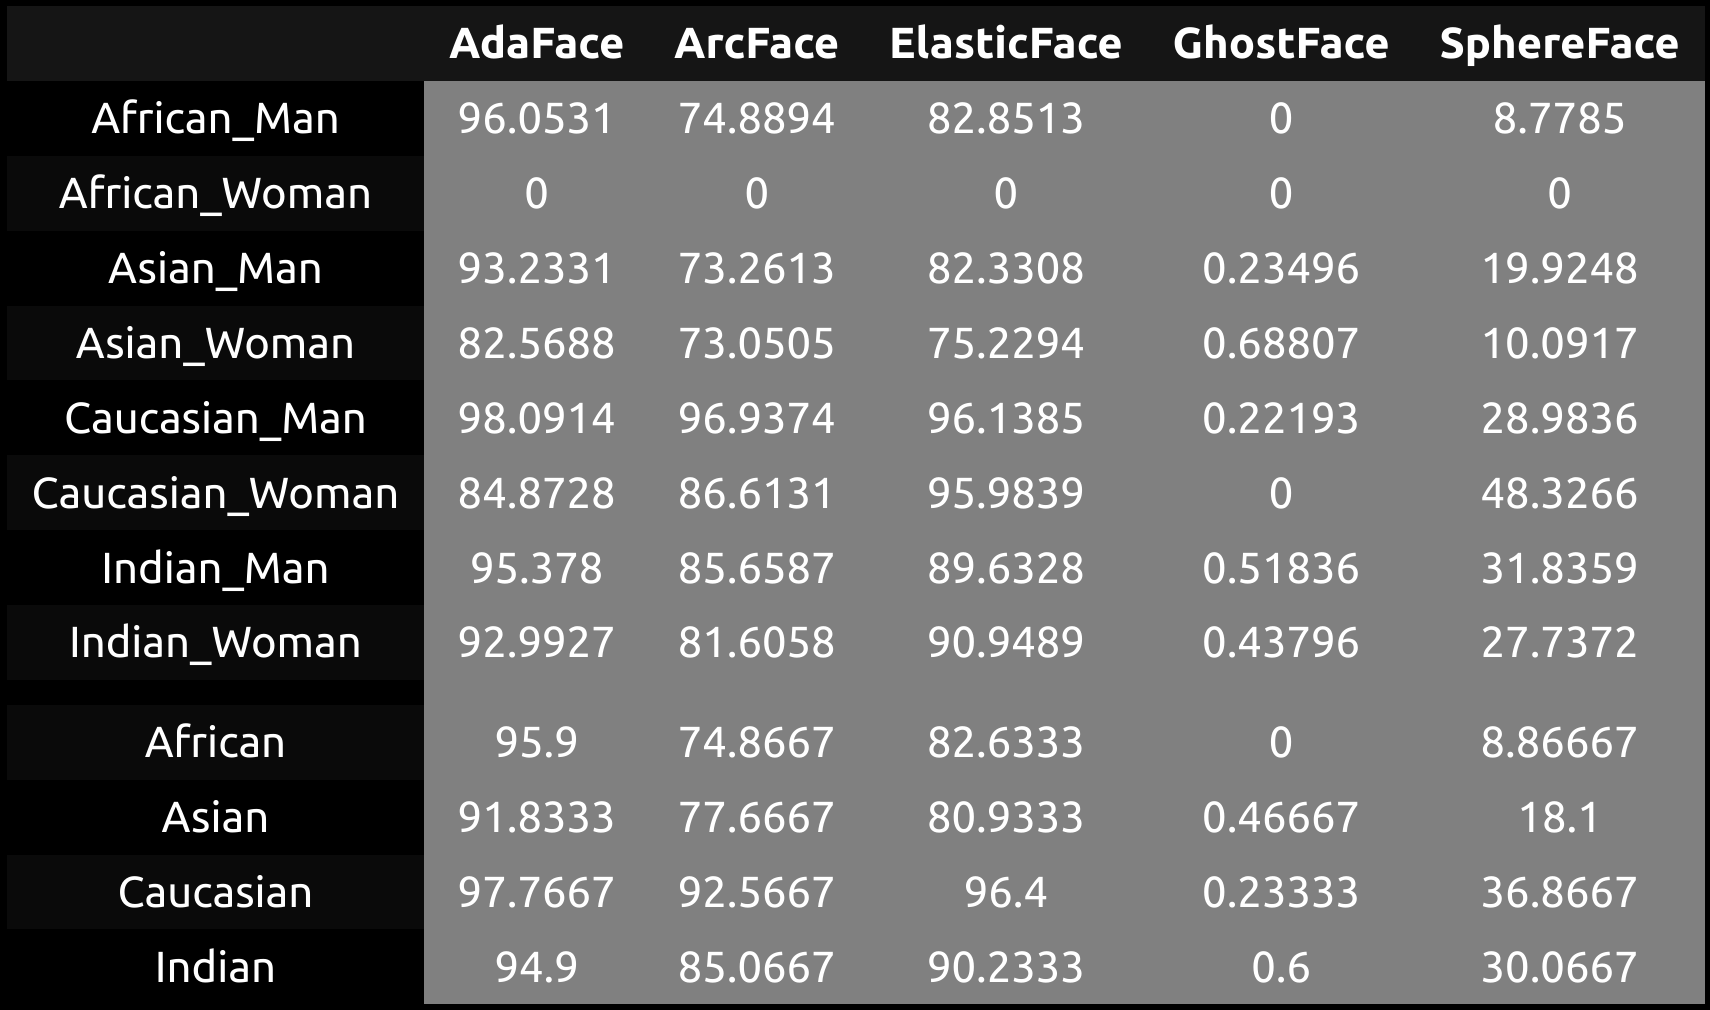 AdaFace ArcFace ElasticFace GhostFace SphereFace
African_Man 96.0531 74.8894 82.8513 0 8.7785
African_Woman 0 0 0 0 0
Asian_Man 93.2331 73.2613 82.3308 0.23496 19.9248
Asian_Woman 82.5688 73.0505 75.2294 0.68807 10.0917
Caucasian_Man 98.0914 96.9374 96.1385 0.22193 28.9836
Caucasian_Woman 84.8728 86.6131 95.9839 0 48.3266
Indian_Man 95.378 85.6587 89.6328 0.51836 31.8359
Indian_Woman 92.9927 81.6058 90.9489 0.43796 27.7372
African 95.9 74.8667 82.6333 0 8.86667
Asian 91.8333 77.6667 80.9333 0.46667 18.1
Caucasian 97.7667 92.5667 96.4 0.23333 36.8667
Indian 94.9 85.0667 90.2333 0.6 30.0667